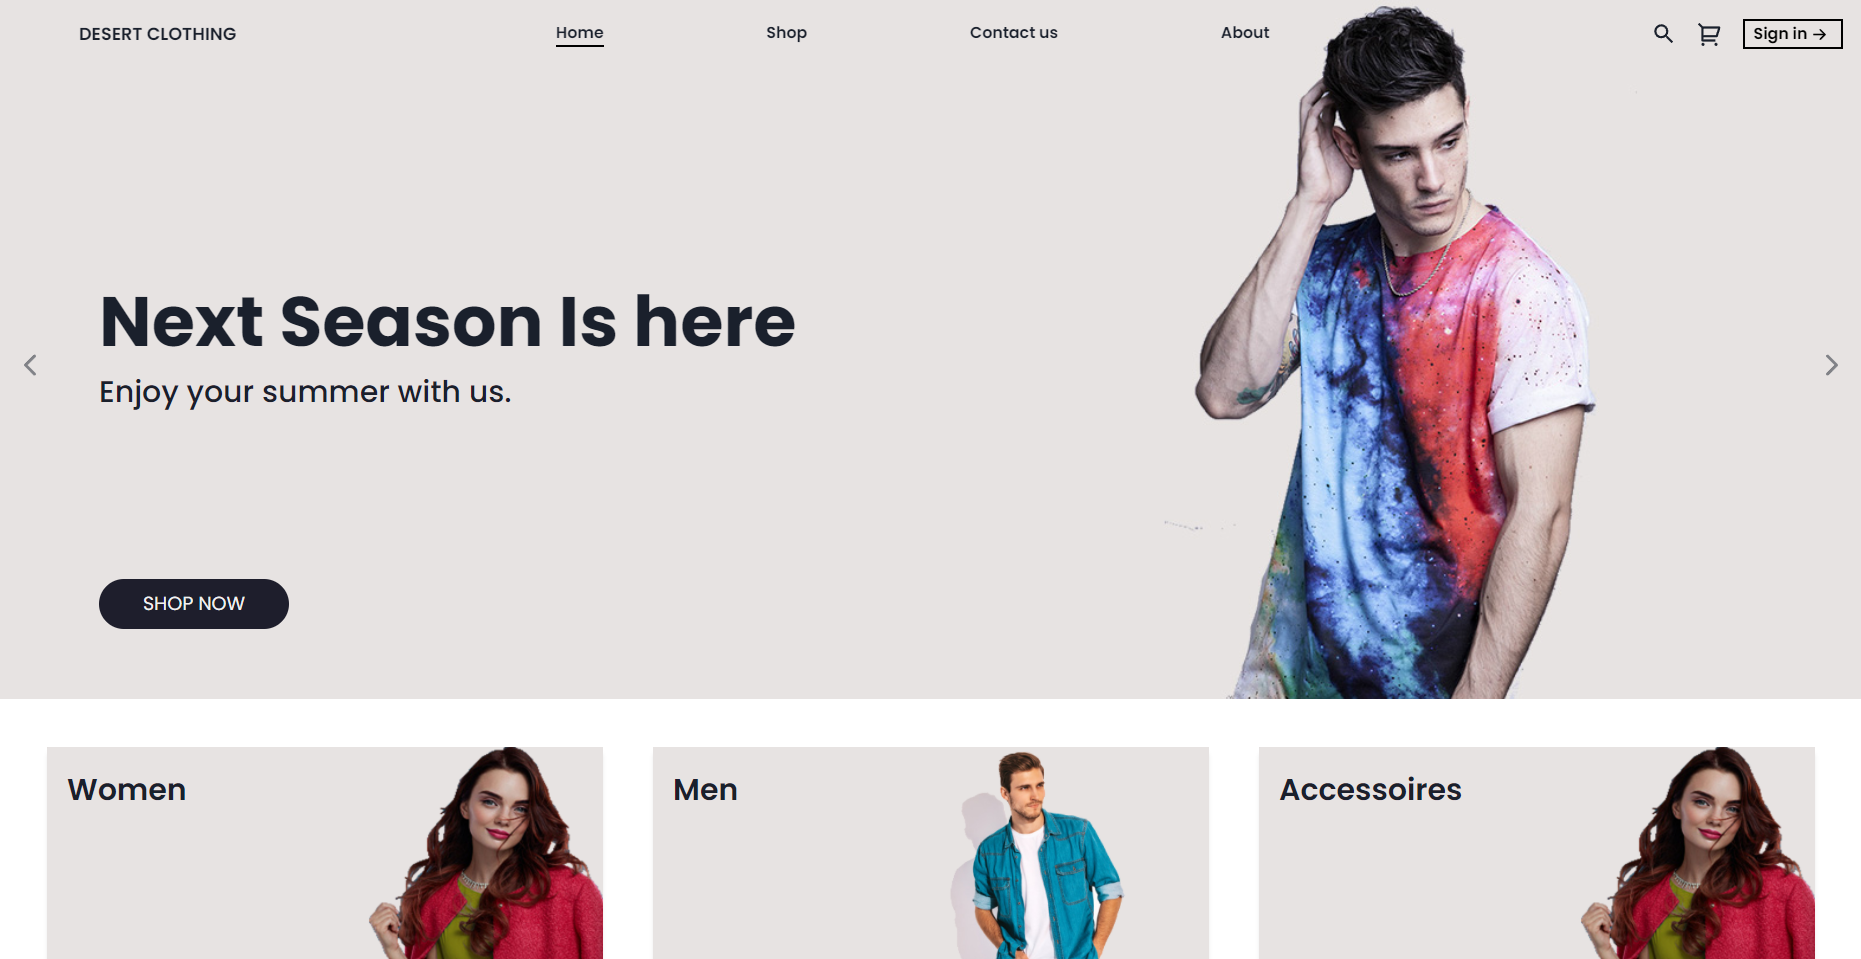 DESERT CLOTHING
Home
Shop
Contact us
About
Sign in →
Next Season Is here
Enjoy your summer with us.
SHOP NOW
Women
Men
Accessoires